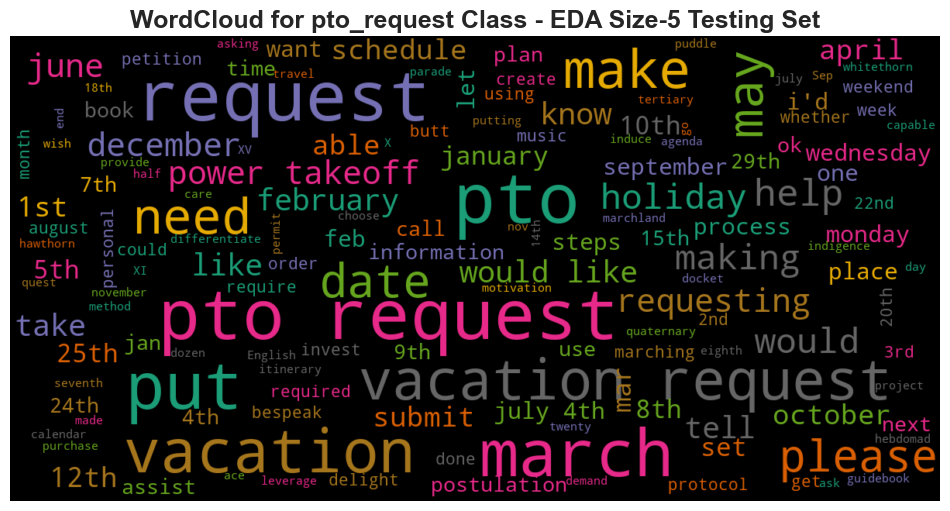 WordCloud for pto_request Class - EDA Size-5 Testing Set
asking
puddle
june
petition
want
schedule
plan
make
may
april
whitethorn
time
travel
parade
let
create
july
Sep
weekend
18th
request
using
tertiary
i'd
book
know
10th
go
whether
week
capable
end
month
wish
december
XV
able
butt
X
putting
music
induce
agenda
ok
wednesday
provide
half
power takeoff
january
september
29th
one
7th
care
february
pto
holiday
help
22nd
1st
need
choose
call
marchland
process
monday
august
personal
hawthorn
could
differentiate
permit
feb
nov
14th
steps
15th
indigence
5th
XI
like
order
information
making
day
quest
require
date
would like
docket
place
november
motivation
method
pto request
requesting
20th
take
2nd
quaternary
would
jan
25th
dozen
English
invest
9th
use
marching
eighth
3rd
itinerary
seventh
put
required
vacation request
mar
project
made
24th
4th
bespeak
submit
july 4th
8th
october
next
calendar
twenty
tell
purchase
vacation
done
march
set
hebdomad
please
12th
ace
leverage
delight
demand
get
ask
guidebook
assist
postulation
protocol